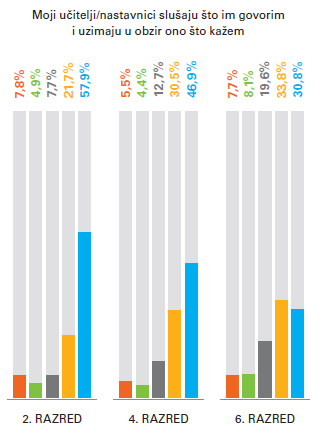 Moji učitelji/nastavnici slušaju što im govorim
i uzimaju u obzir ono što kažem
7,8% 4,9% 7,7% 21,7% 57,9%
5,5% 4,4% 12,7% 30,5% 46,9%
7,7% 8,1% 19,6% 33,8% 30,8%
2. RAZRED 4. RAZRED 6. RAZRED